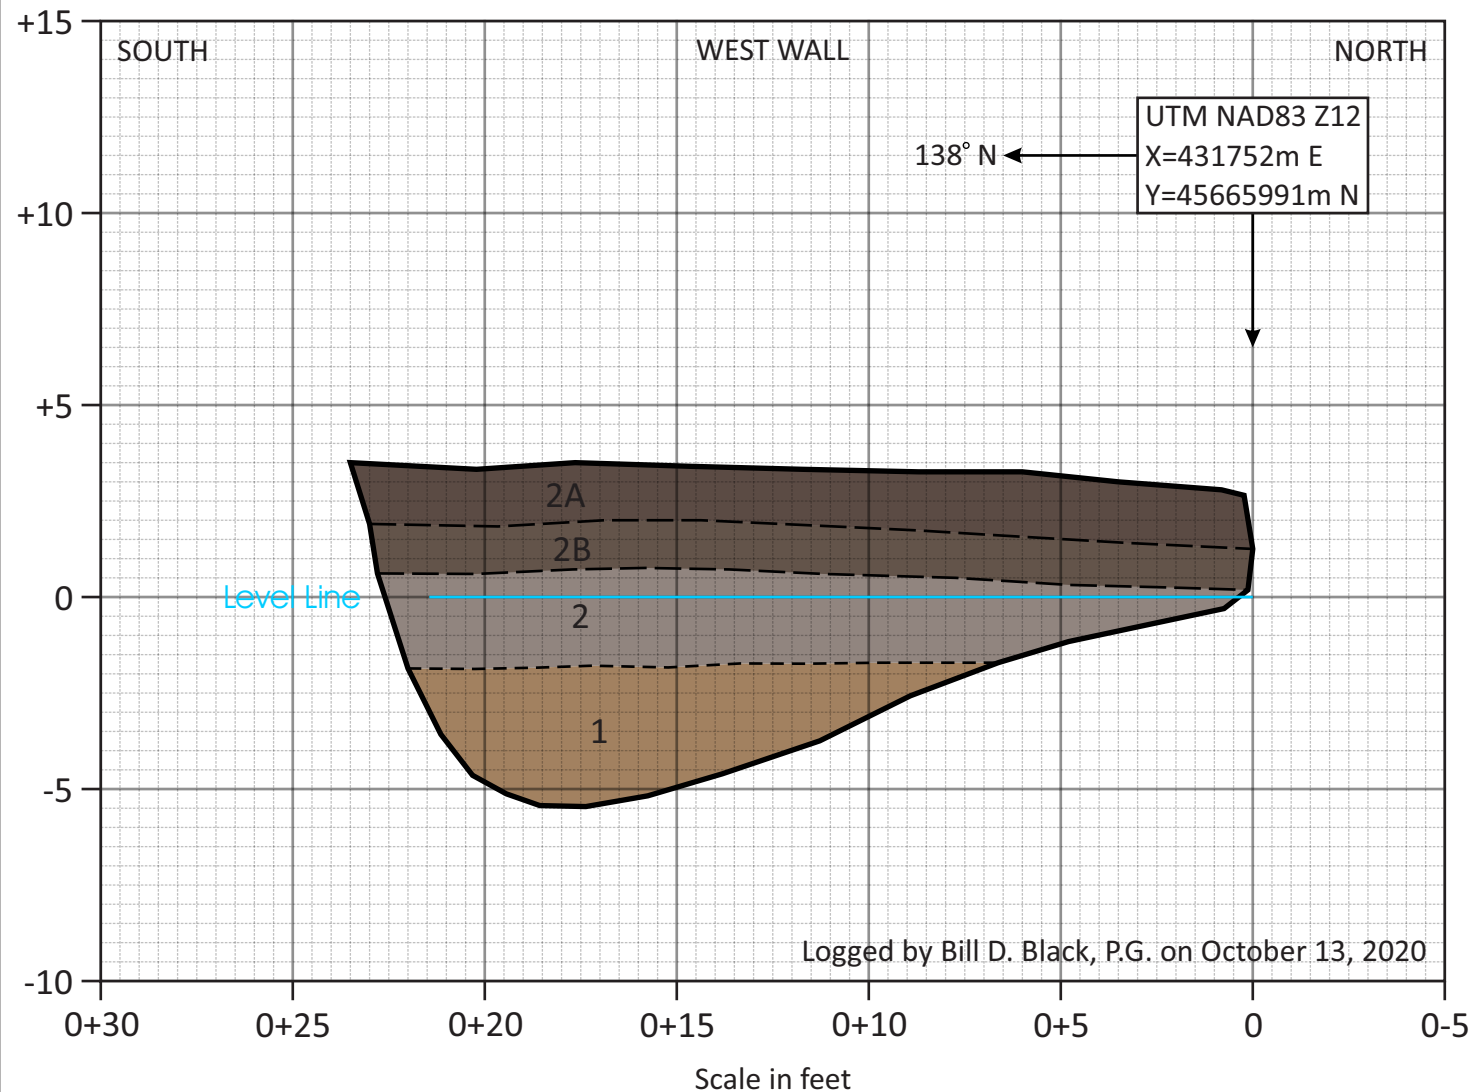 +15
SOUTH
WEST WALL
NORTH
UTM NAD83 Z12
138° N
X=431752m E
Y=45665991m N
+10
+5
2A
2B
Level Line
0
2
1
-5
Logged by Bill D. Black, P.G. on October 13, 2020
-10
0+30
0+25
0+20
0+15
0+10
0+5
0
0-5
Scale in feet